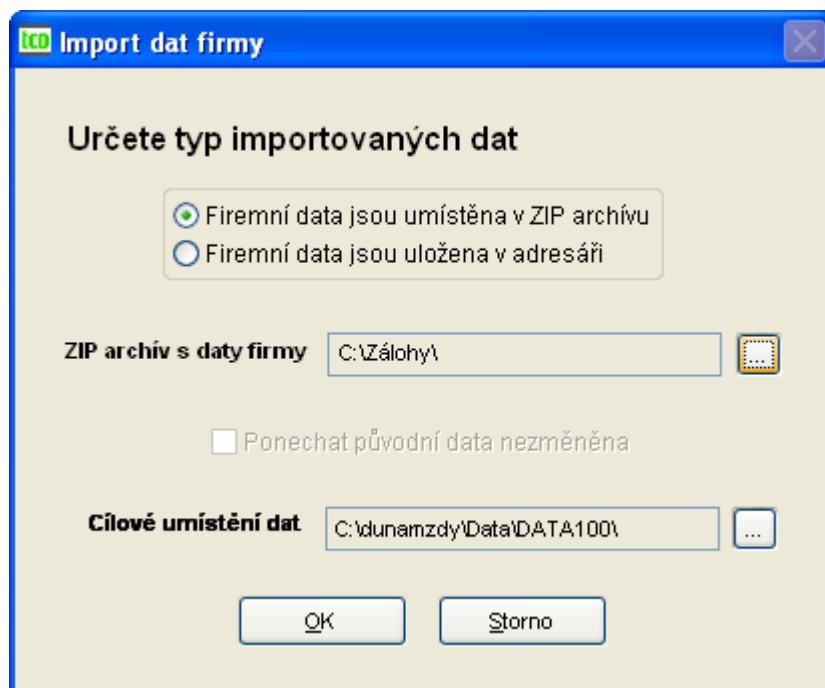 tco Import dat firmy
Určete typ importovaných dat
Firemní data jsou umístěna v ZIP archívu
Firemní data jsou uložena v adresáři
ZIP archív s daty firmy C:\Zálohy\ ...
Ponechat původní data nezměněna
Cílové umístění dat C:\dunamzdy\Data\DATA100\ ...
OK Storno